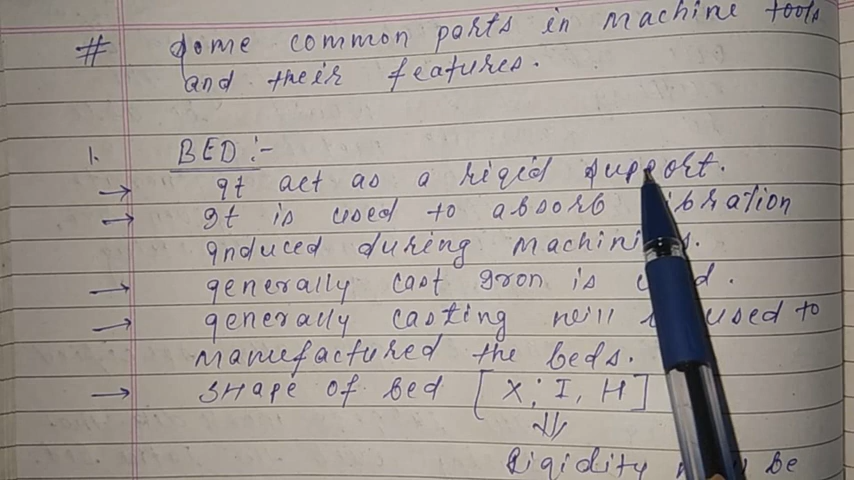 # Some common parts in machine tools
and their features.
1. BED :-
→ It act as a rigid support.
→ It is used to absorb vibration
Induced during machining.
→ generally cast Iron is used.
→ generally casting will be used to
manufactured the beds.
→ SHape of bed [X; I, H]
⇓
Rigidity be